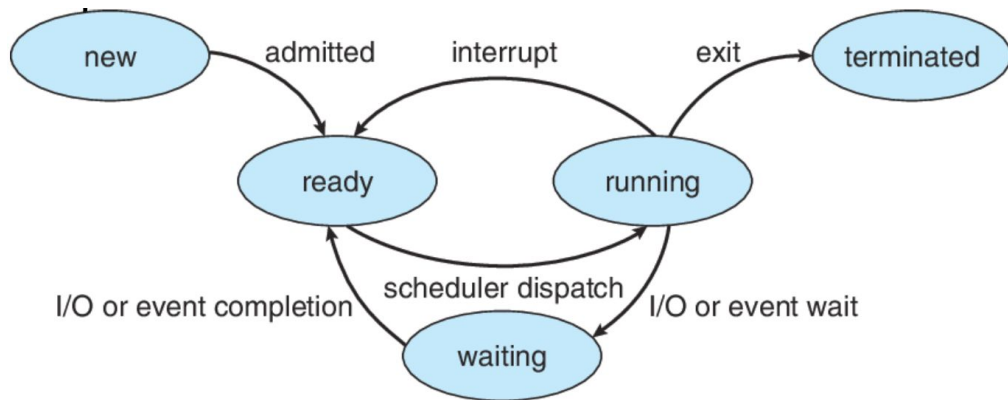 new
admitted
interrupt
exit
terminated
ready
running
scheduler dispatch
I/O or event completion
I/O or event wait
waiting